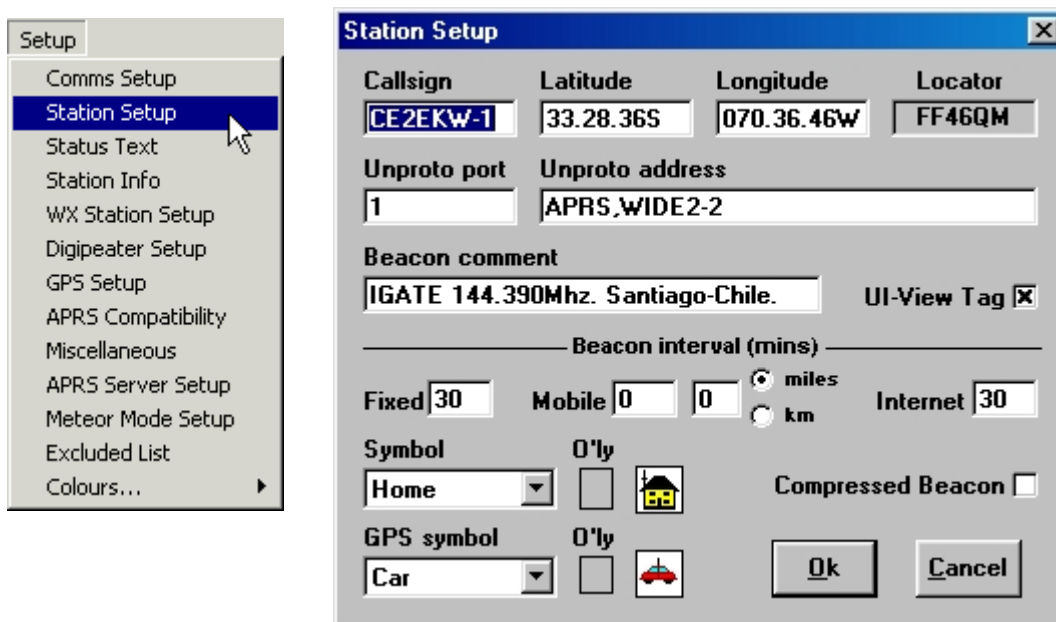 Setup
Comms Setup
Station Setup
Status Text
Station Info
WX Station Setup
Digipeater Setup
GPS Setup
APRS Compatibility
Miscellaneous
APRS Server Setup
Meteor Mode Setup
Excluded List
Colours...
Station Setup
Callsign Latitude Longitude Locator
CE2EKW-1 33.28.36S 070.36.46W FF46QM
Unproto port Unproto address
1 APRS,WIDE2-2
Beacon comment
IGATE 144.390Mhz. Santiago-Chile. UI-View Tag
Beacon interval (mins)
Fixed 30 Mobile 0 0 miles km Internet 30
Symbol O'ly
Home Compressed Beacon
GPS symbol O'ly
Car Ok Cancel